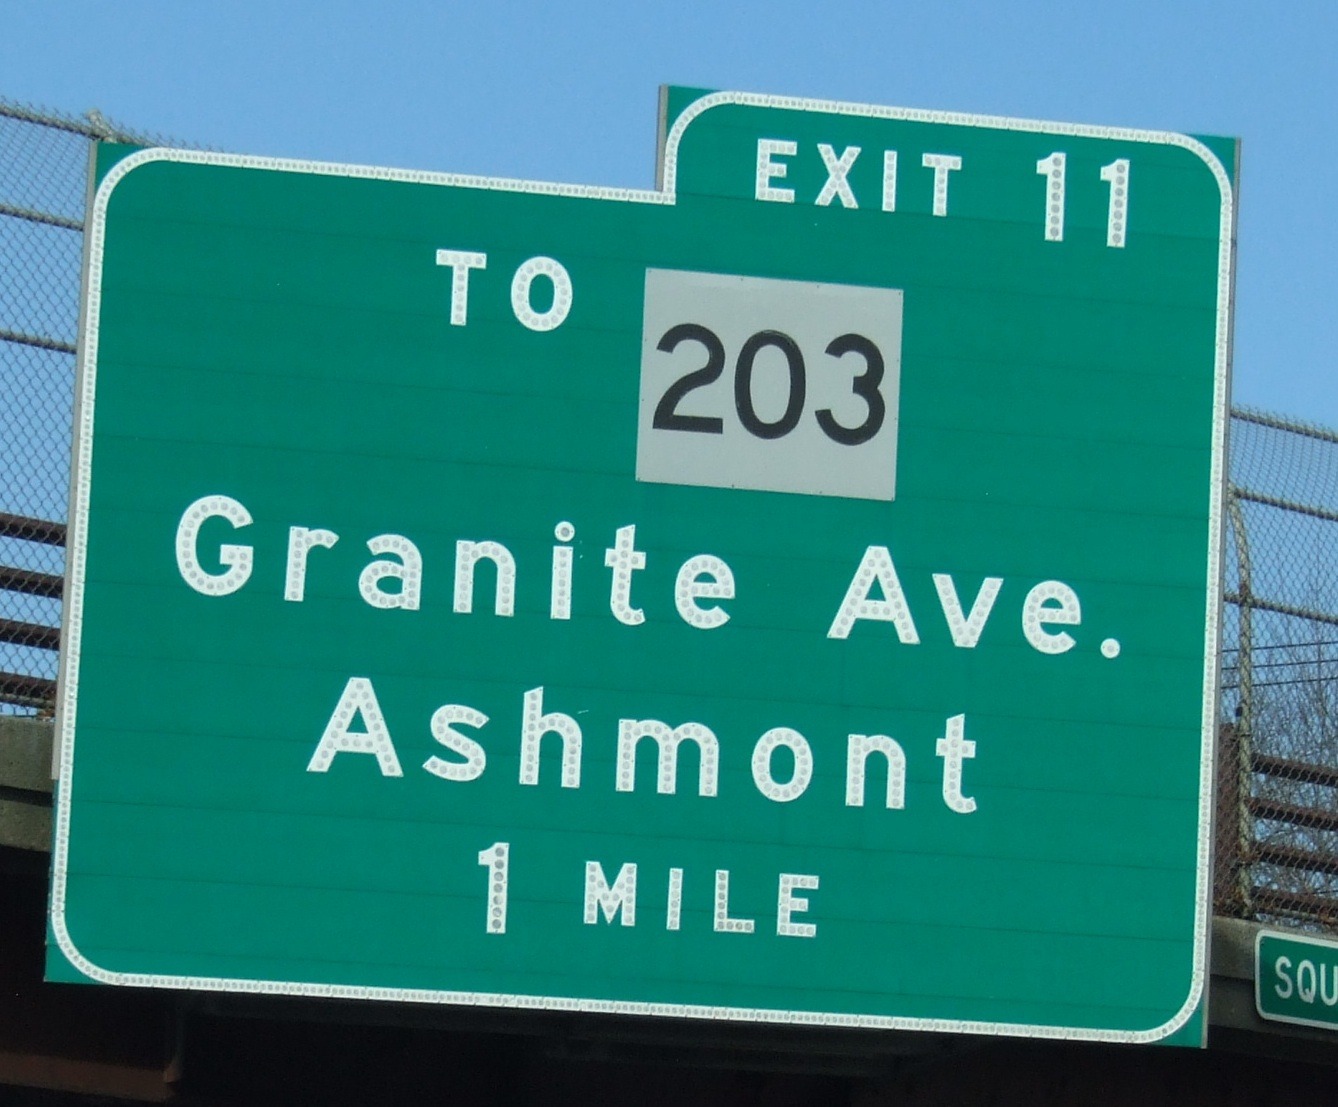 EXIT 11
TO 203
Granite Ave.
Ashmont
1 MILE